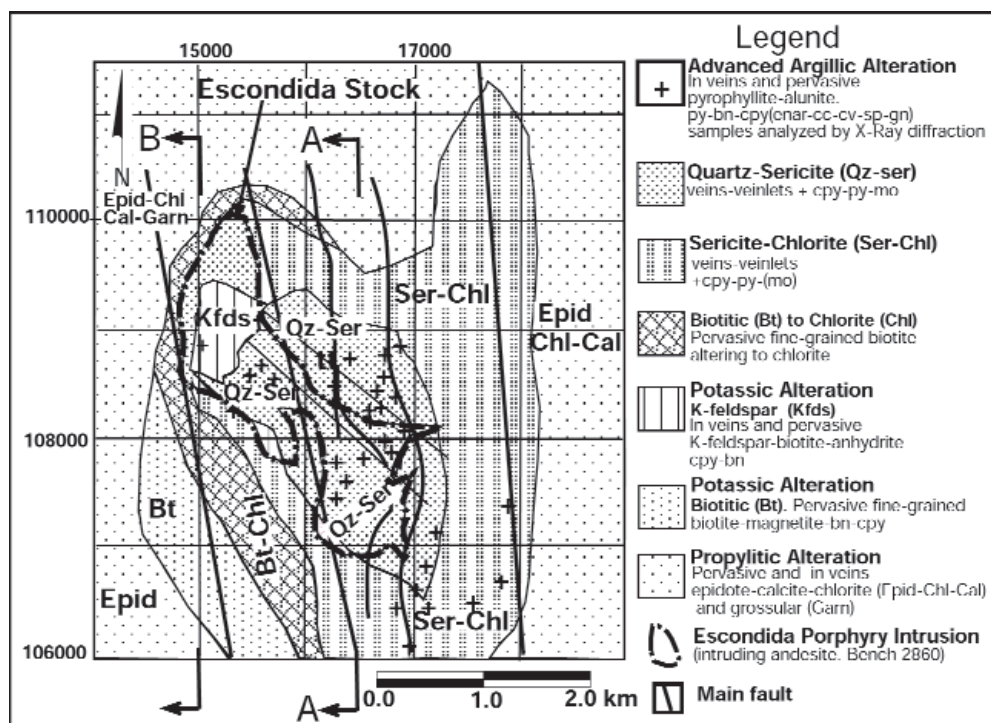 15000
17000
Escondida Stock
B
A
N
Epid-Chl
Cal-Garn
110000
Ser-Chl
Kfds
Qz-Ser
Epid
Chl-Cal
Qz-Ser
108000
Qz-Ser
Bt
Bt-Chl
Epid
Ser-Chl
106000
A
0.0
1.0
2.0 km
Legend
Advanced Argillic Alteration
In veins and pervasive
pyrophyllite-alunite.
py-bn-cpy(enar-cc-cv-sp-gn)
samples analyzed by X-Ray diffraction
Quartz-Sericite (Qz-ser)
veins-veinlets + cpy-py-mo
Sericite-Chlorite (Ser-Chl)
veins-veinlets
+cpy-py-(mo)
Biotitic (Bt) to Chlorite (Chl)
Pervasive fine-grained biotite
altering to chlorite
Potassic Alteration
K-feldspar (Kfds)
In veins and pervasive
K-feldspar-biotite-anhydrite
cpy-bn
Potassic Alteration
Biotitic (Bt). Pervasive fine-grained
biotite-magnetite-bn-cpy
Propylitic Alteration
Pervasive and in veins
epidote-calcite-chlorite (Epid-Chl-Cal)
and grossular (Garn)
Escondida Porphyry Intrusion
(intruding andesite. Bench 2860)
Main fault